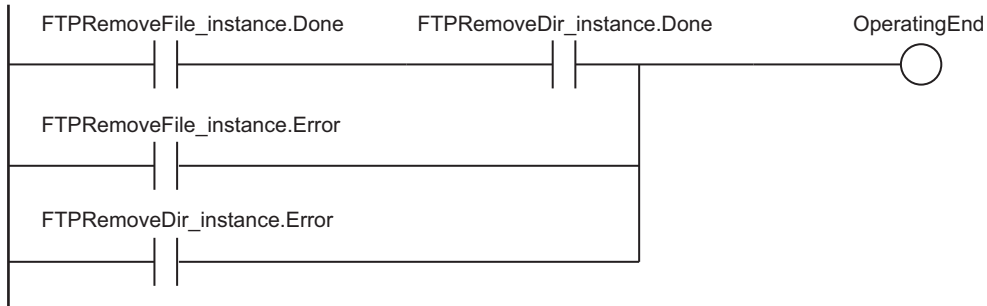 FTPRemoveFile_instance.Done FTPRemoveDir_instance.Done OperatingEnd
FTPRemoveFile_instance.Error
FTPRemoveDir_instance.Error